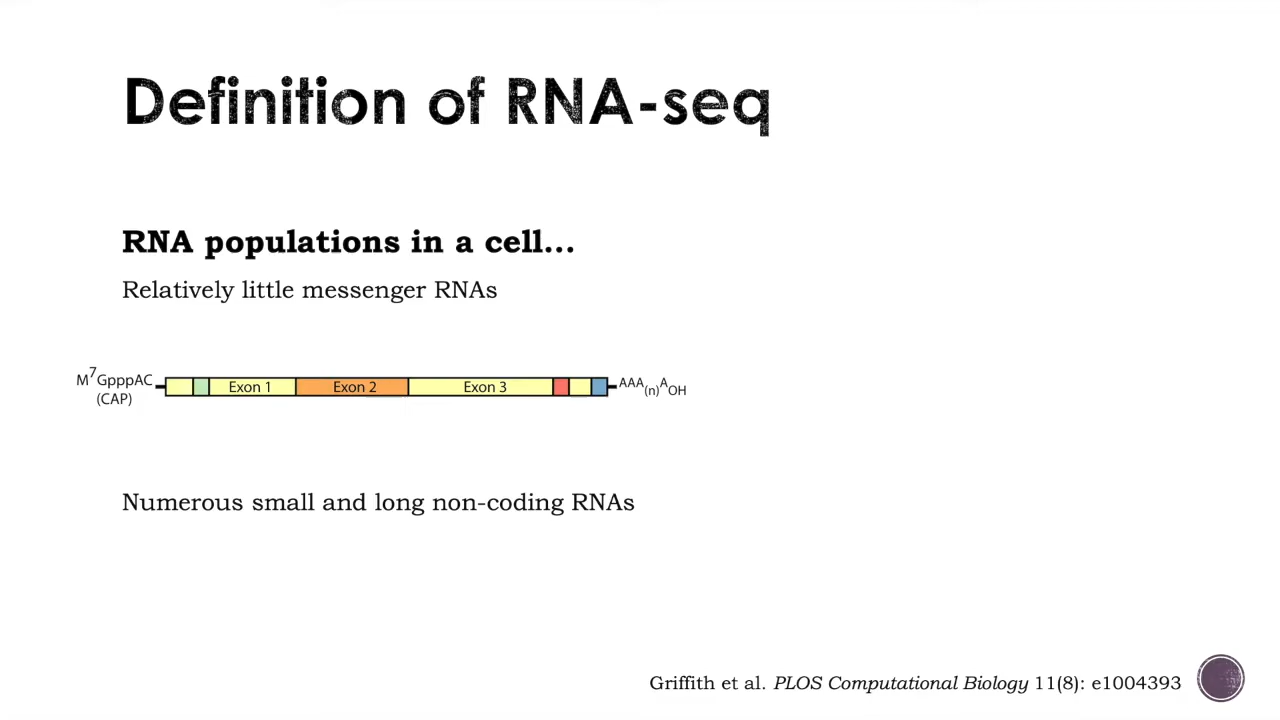 Definition of RNA-seq
RNA populations in a cell...
Relatively little messenger RNAs
M⁷GpppAC
(CAP)
Exon 1
Exon 2
Exon 3
AAA₍ₙ₎A_OH
Numerous small and long non-coding RNAs
Griffith et al. PLOS Computational Biology 11(8): e1004393